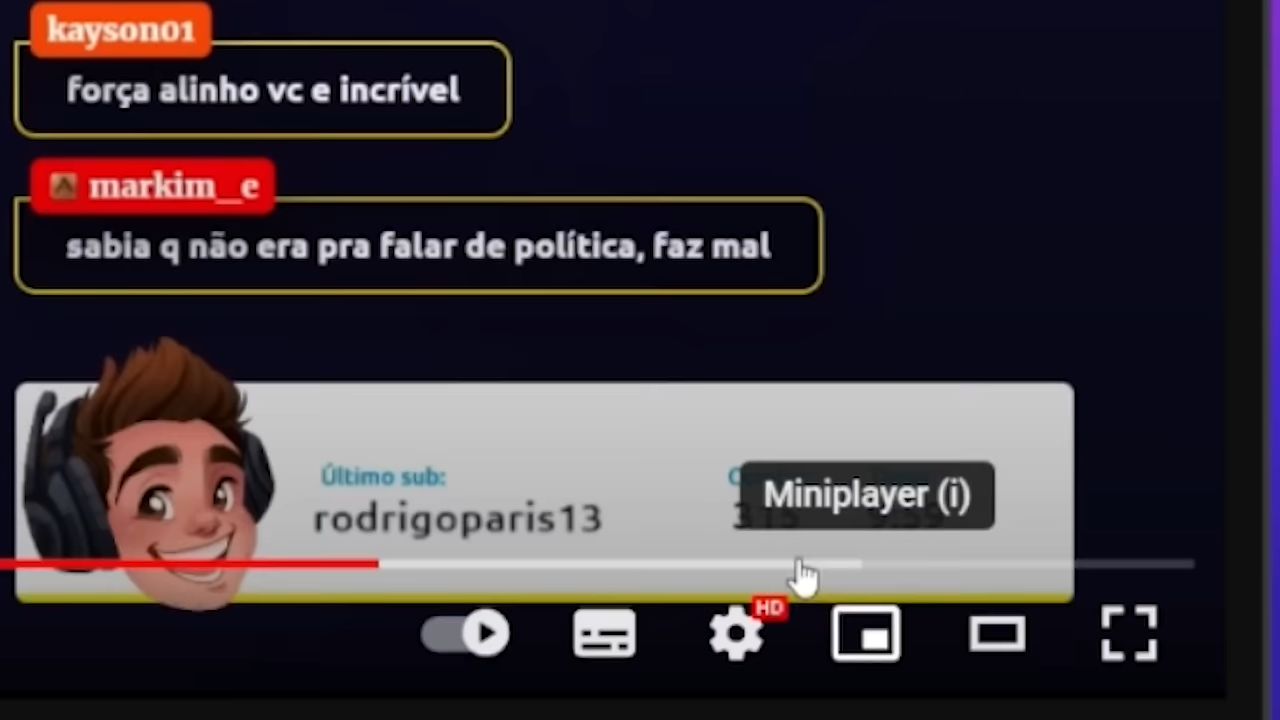 kayson01
força alinho vc e incrível
markim_e
sabia q não era pra falar de política, faz mal
Último sub:
rodrigoparis13
Miniplayer (i)
HD